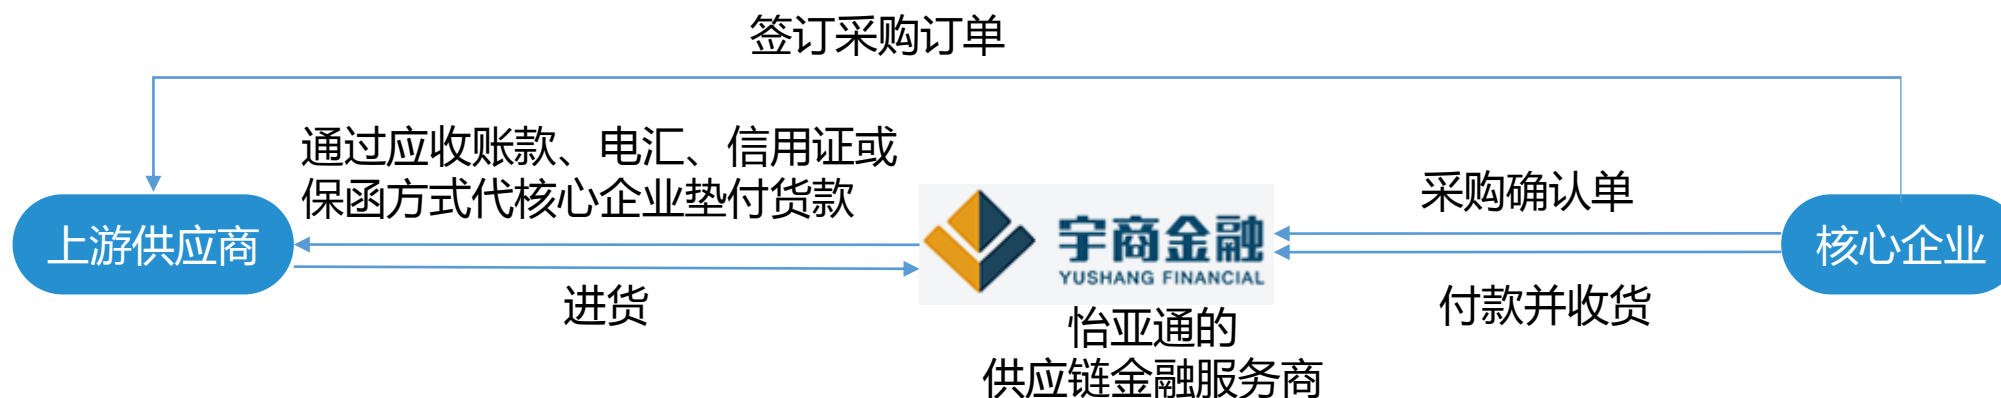 签订采购订单
通过应收账款、电汇、信用证或
保函方式代核心企业垫付货款
采购确认单
上游供应商
宇商金融
YUSHANG FINANCIAL
核心企业
进货
付款并收货
怡亚通的
供应链金融服务商